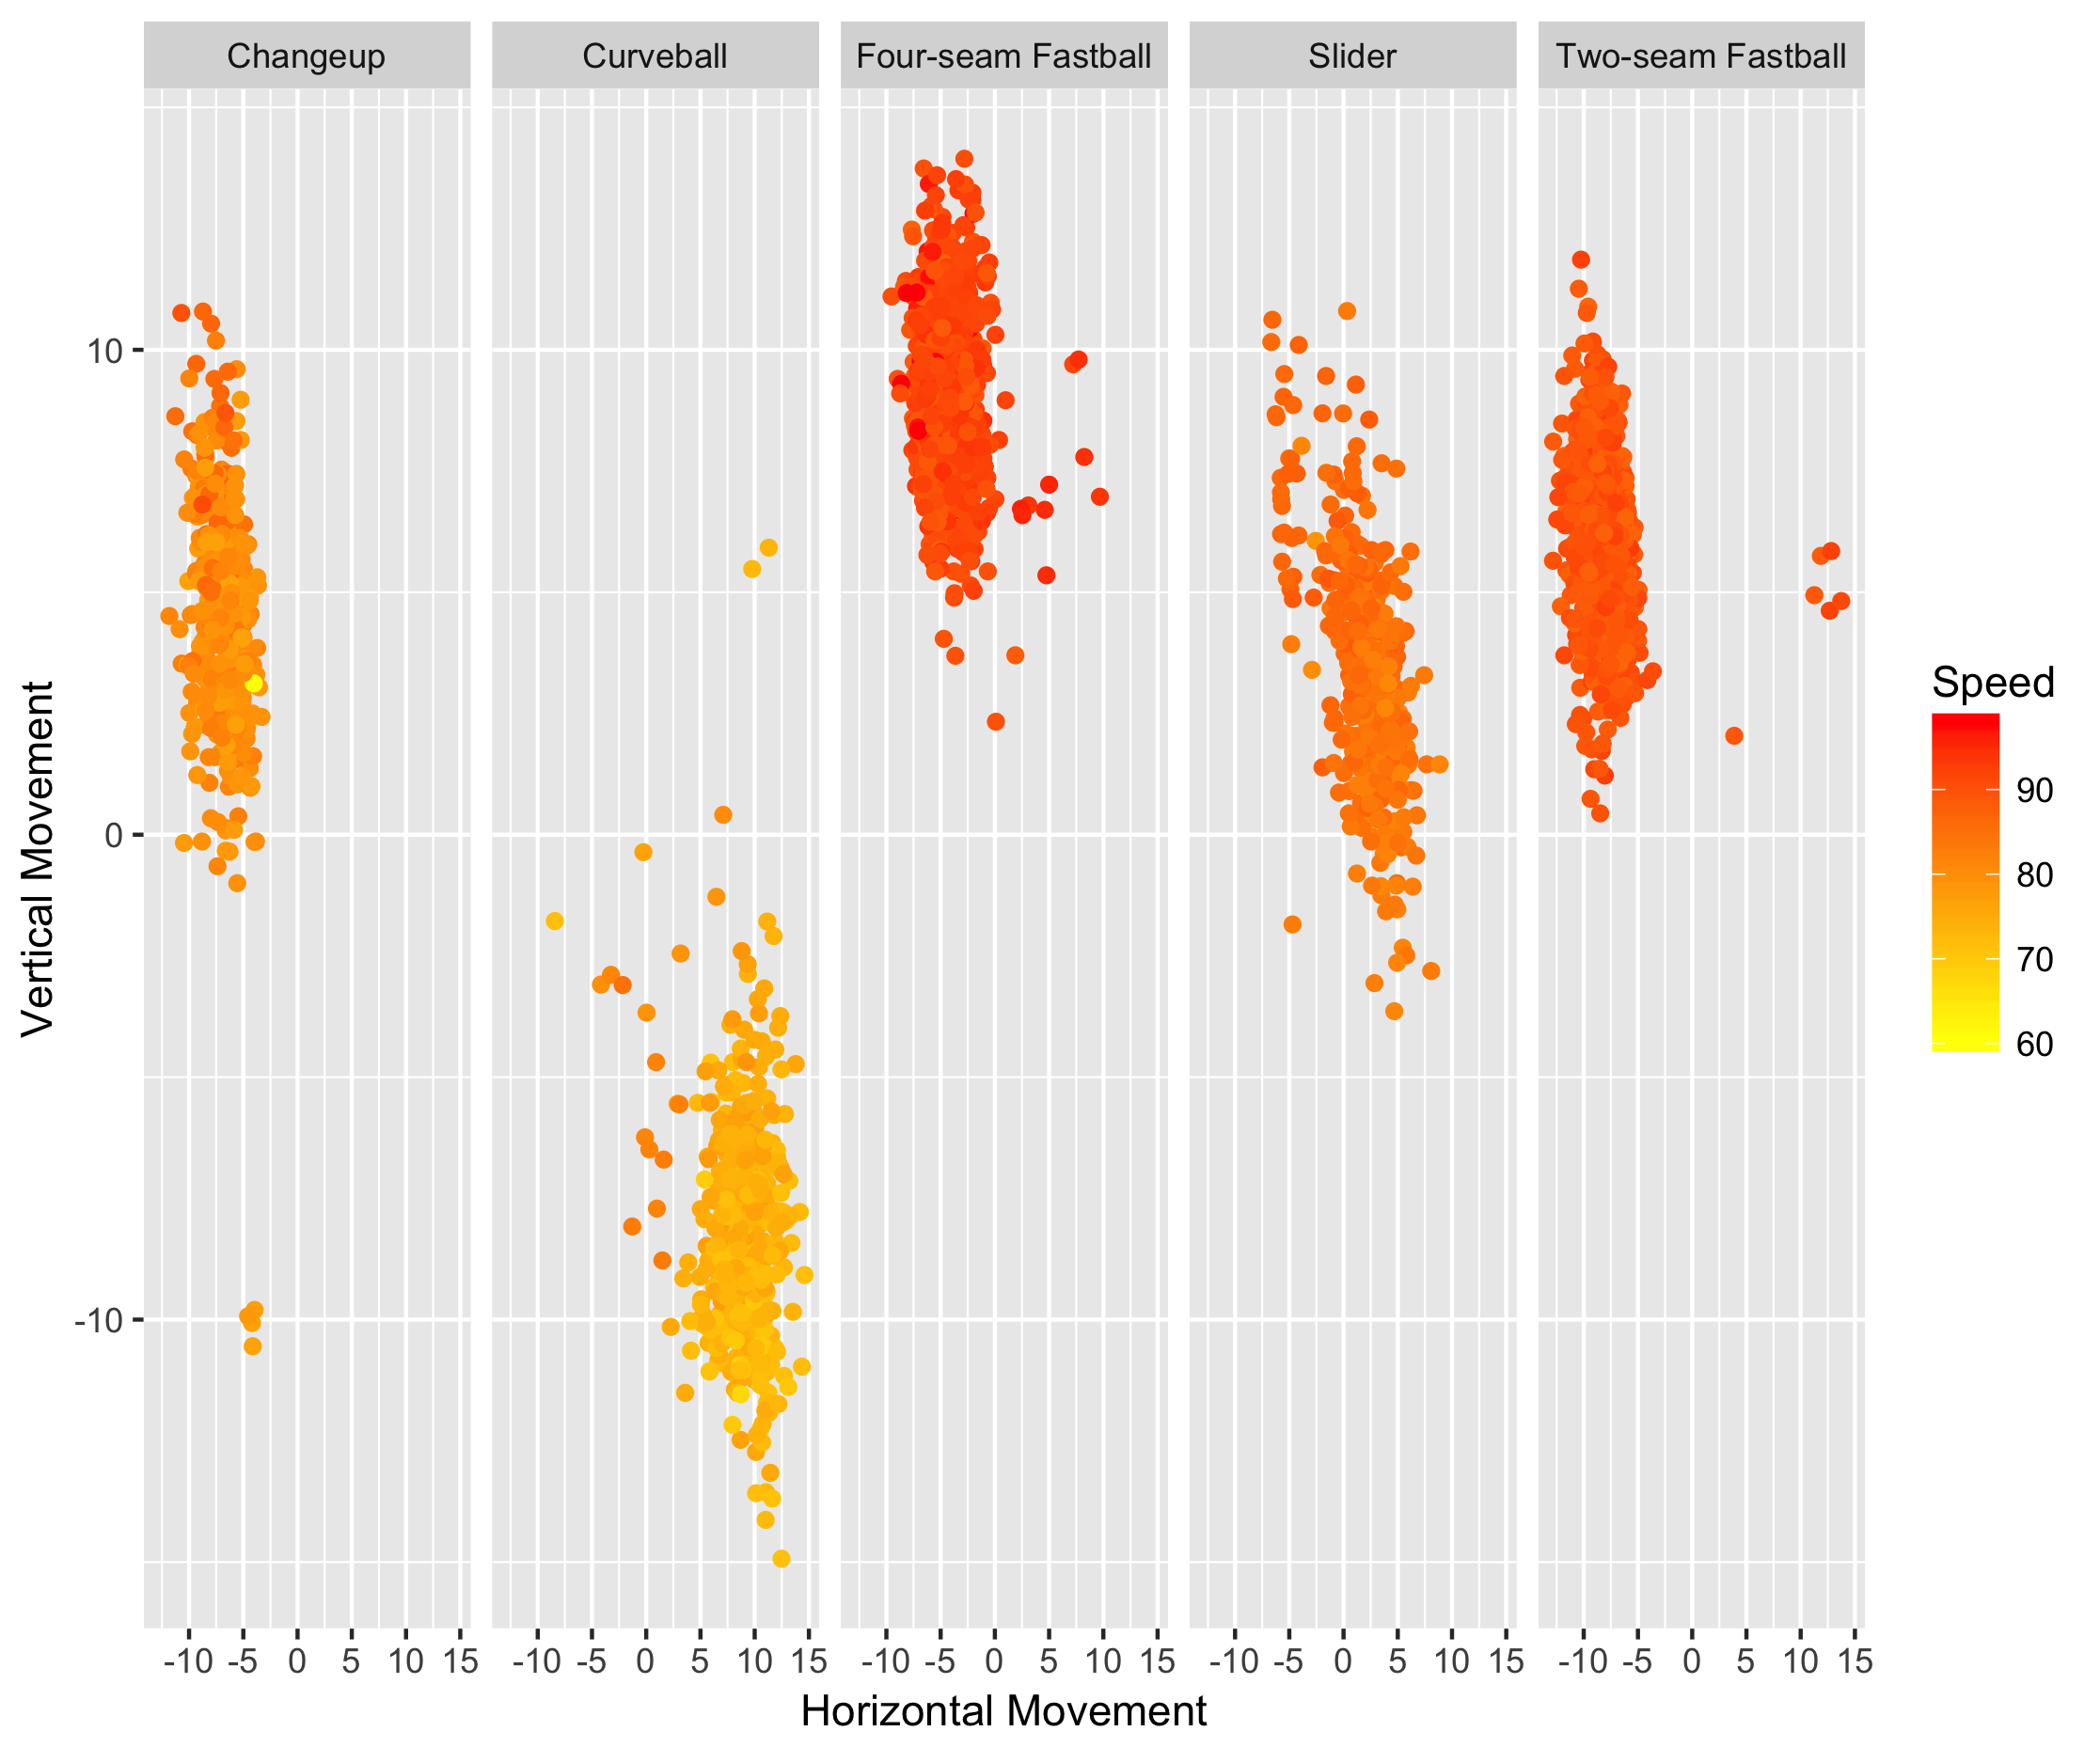 Changeup Curveball Four-seam Fastball Slider Two-seam Fastball
10
0
-10
Vertical Movement
-10 -5 0 5 10 15 -10 -5 0 5 10 15 -10 -5 0 5 10 15 -10 -5 0 5 10 15 -10 -5 0 5 10 15
Horizontal Movement
Speed
90
80
70
60